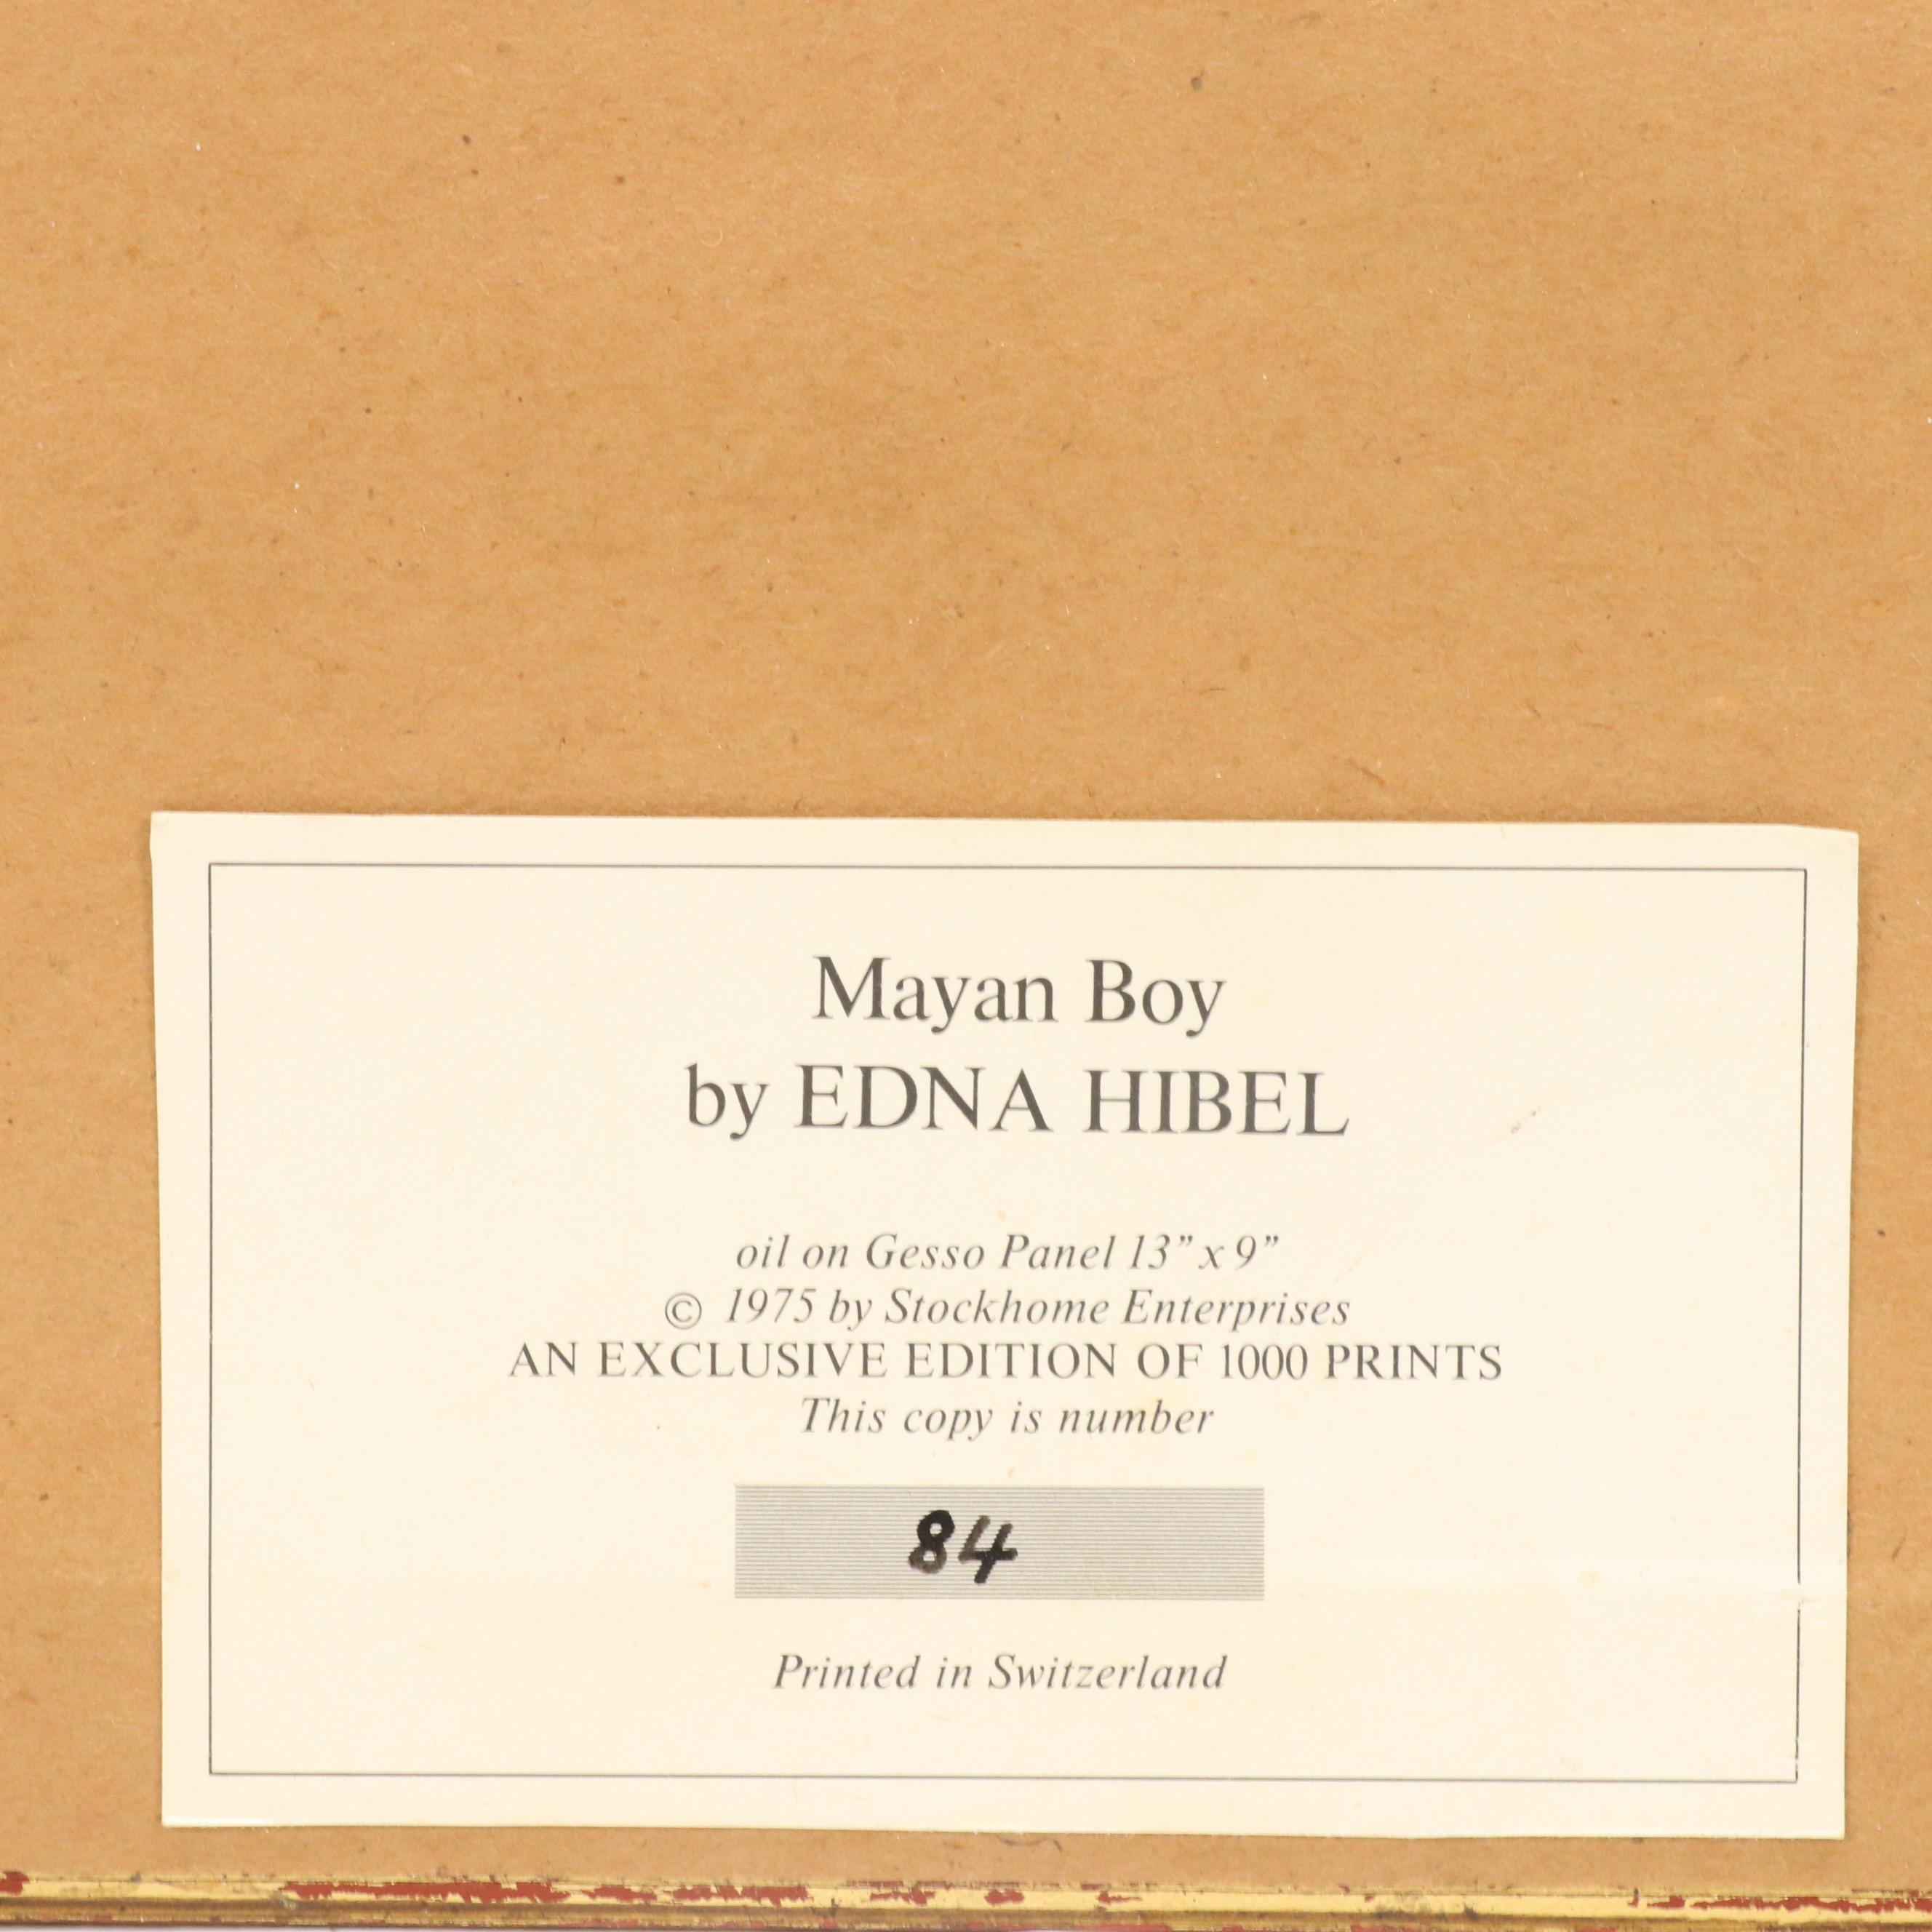 Mayan Boy
by EDNA HIBEL
oil on Gesso Panel 13” x 9”
© 1975 by Stockhome Enterprises
AN EXCLUSIVE EDITION OF 1000 PRINTS
This copy is number
84
Printed in Switzerland